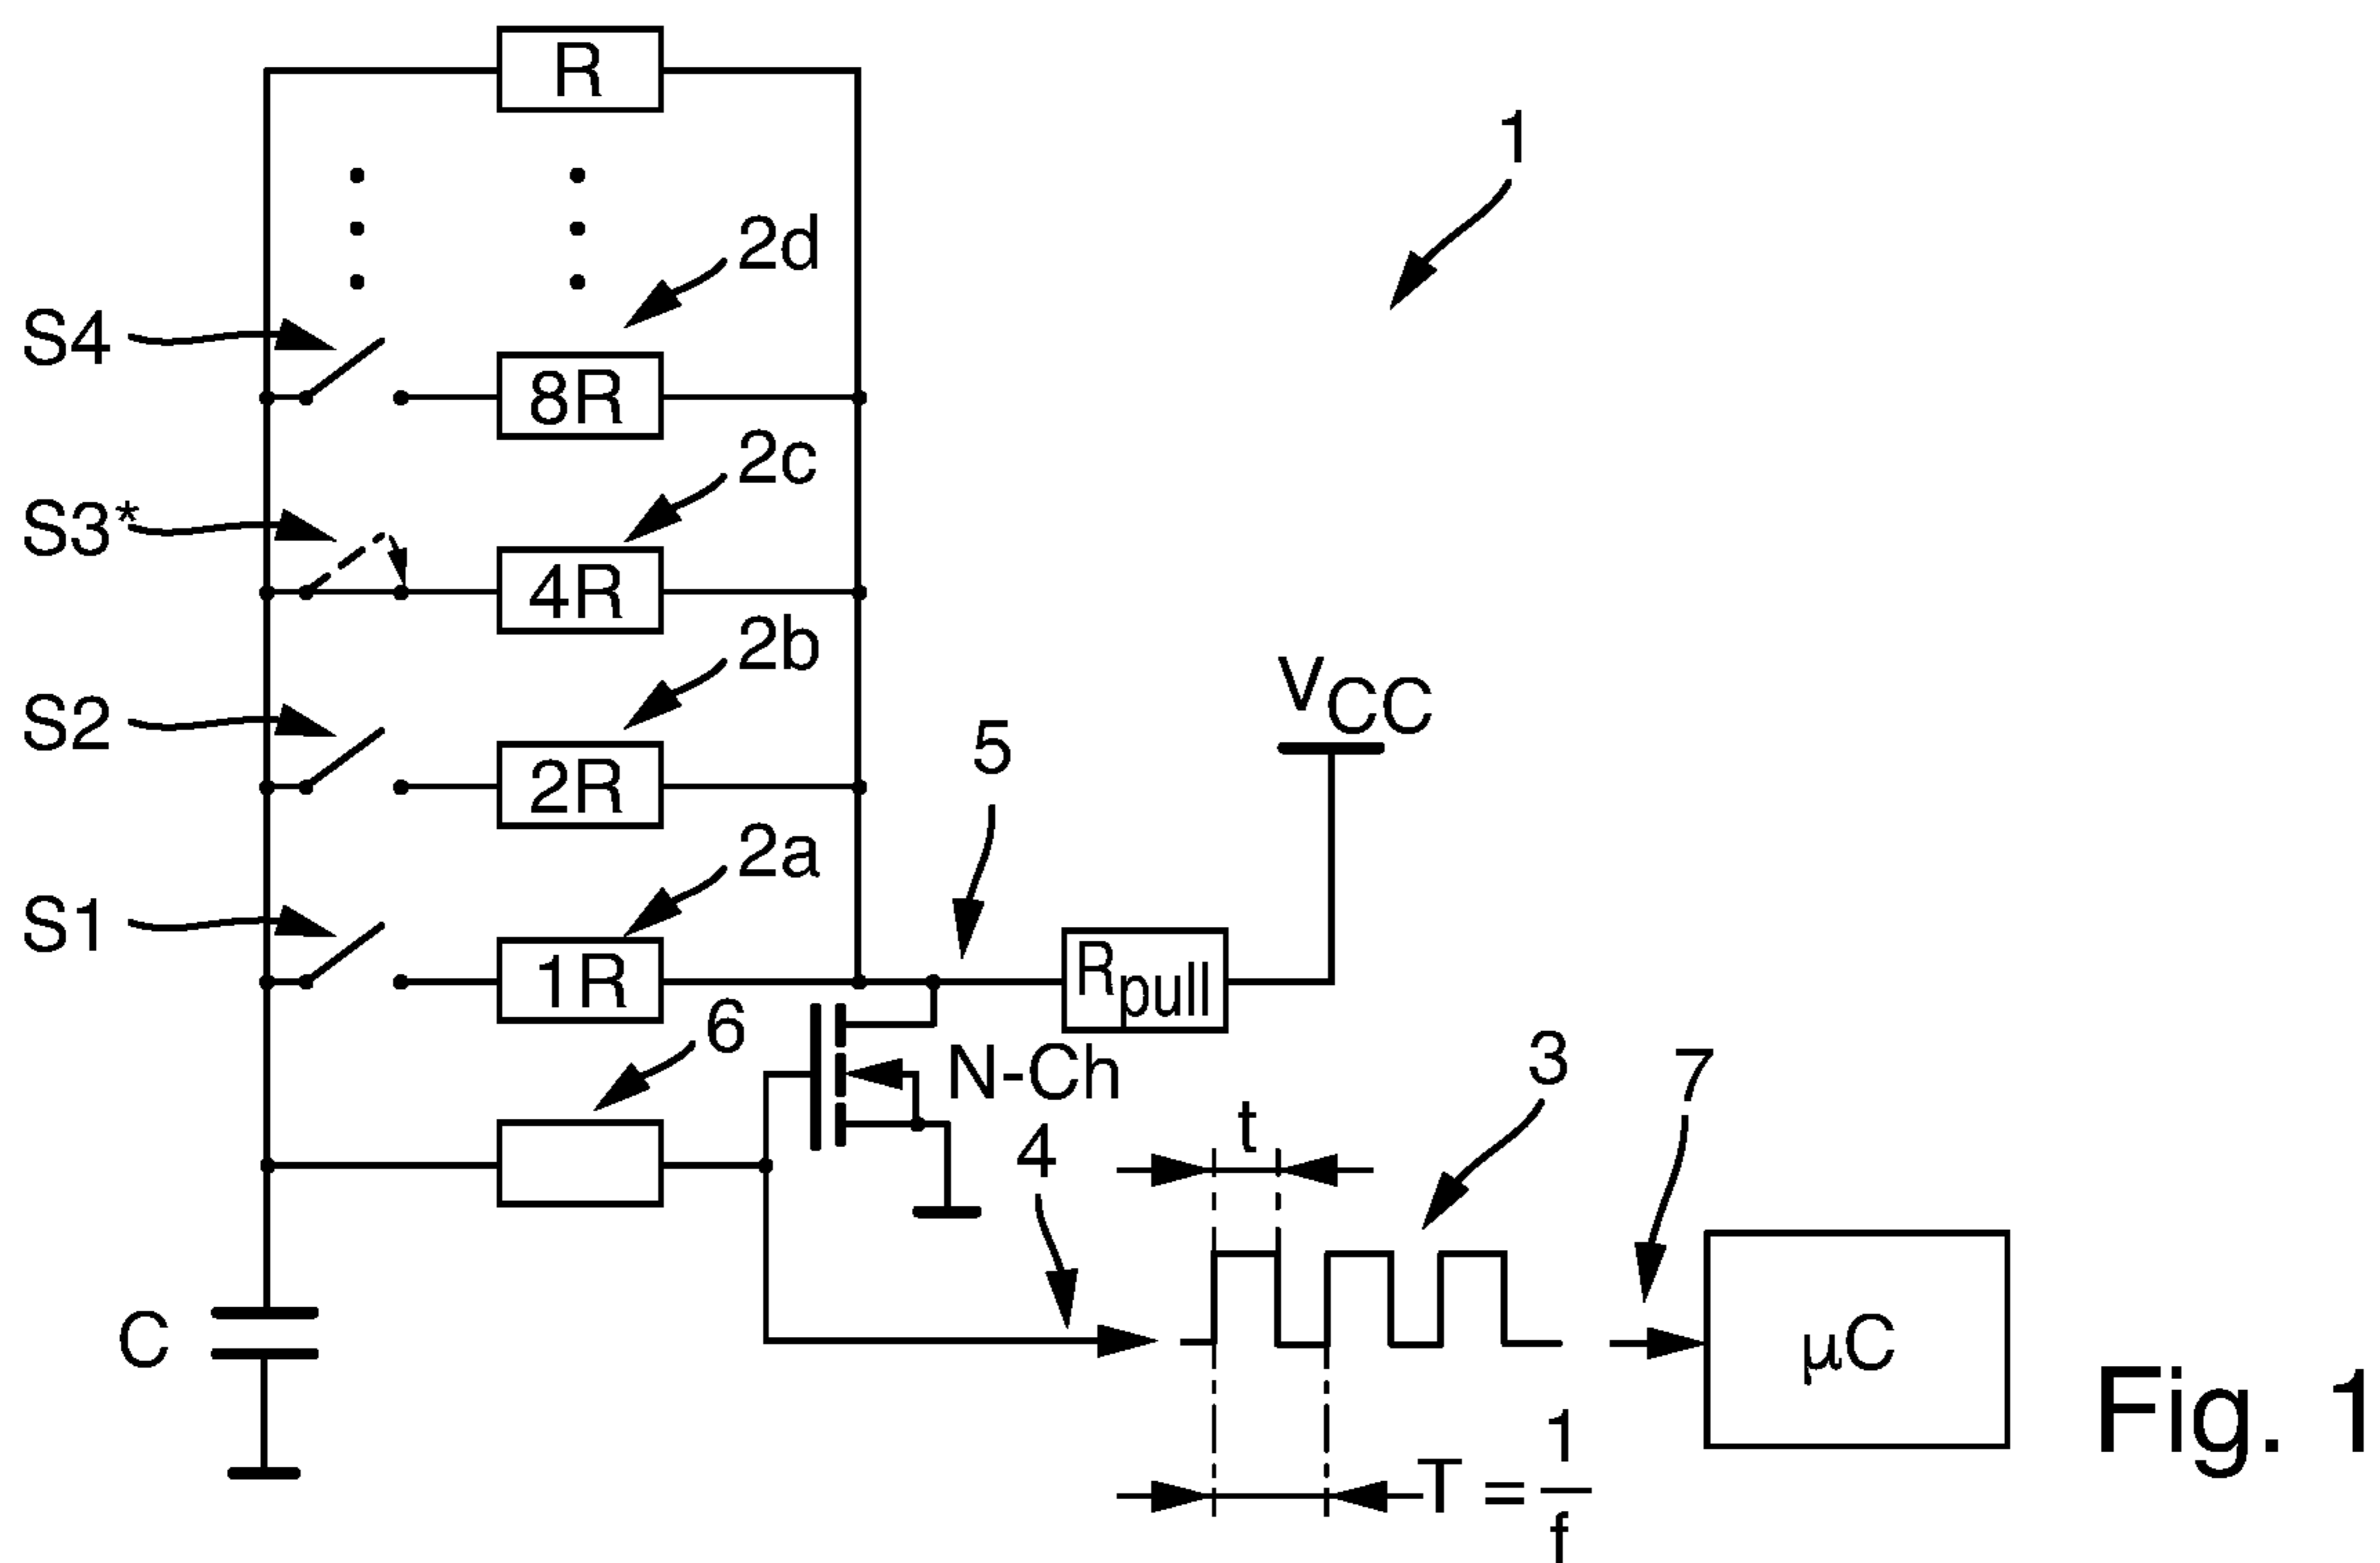 R
1
2d
S4
8R
2c
S3*
4R
2b
VCC
S2
2R
5
2a
S1
1R
Rpull
6
N-Ch
3
7
4
t
C
µC
T = 1/f
Fig. 1